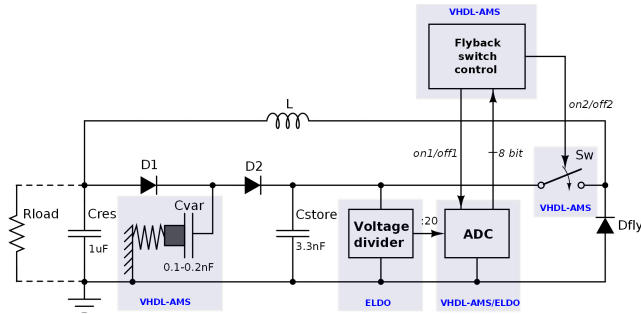 VHDL-AMS
Flyback
switch
control
L
on2/off2
on1/off1
8 bit
D1
D2
Sw
Cvar
Rload
Cres
Cstore
Voltage
divider
:20
ADC
VHDL-AMS
Dfly
1uF
3.3nF
0.1-0.2nF
VHDL-AMS
ELDO
VHDL-AMS/ELDO